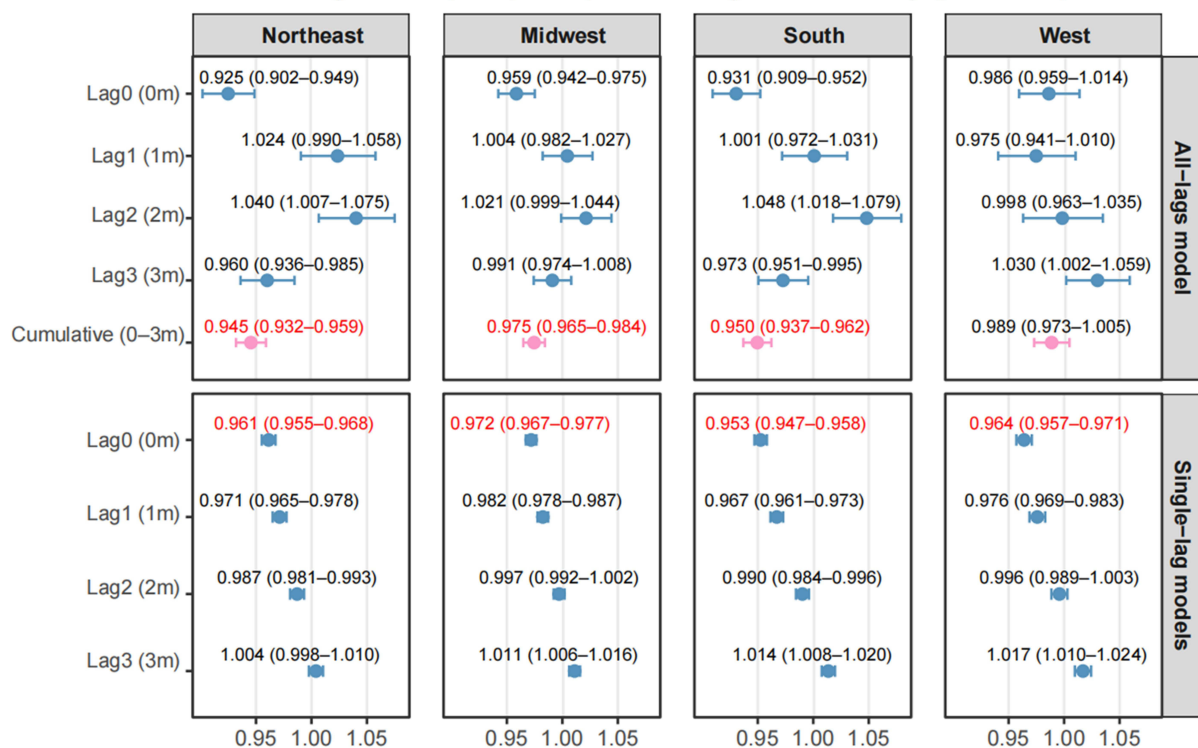 Northeast Midwest South West
Lag0 (0m) 0.925 (0.902–0.949) 0.959 (0.942–0.975) 0.931 (0.909–0.952) 0.986 (0.959–1.014)
Lag1 (1m) 1.024 (0.990–1.058) 1.004 (0.982–1.027) 1.001 (0.972–1.031) 0.975 (0.941–1.010)
Lag2 (2m) 1.040 (1.007–1.075) 1.021 (0.999–1.044) 1.048 (1.018–1.079) 0.998 (0.963–1.035)
Lag3 (3m) 0.960 (0.936–0.985) 0.991 (0.974–1.008) 0.973 (0.951–0.995) 1.030 (1.002–1.059)
Cumulative (0–3m) 0.945 (0.932–0.959) 0.975 (0.965–0.984) 0.950 (0.937–0.962) 0.989 (0.973–1.005)
All−lags model
Lag0 (0m) 0.961 (0.955–0.968) 0.972 (0.967–0.977) 0.953 (0.947–0.958) 0.964 (0.957–0.971)
Lag1 (1m) 0.971 (0.965–0.978) 0.982 (0.978–0.987) 0.967 (0.961–0.973) 0.976 (0.969–0.983)
Lag2 (2m) 0.987 (0.981–0.993) 0.997 (0.992–1.002) 0.990 (0.984–0.996) 0.996 (0.989–1.003)
Lag3 (3m) 1.004 (0.998–1.010) 1.011 (1.006–1.016) 1.014 (1.008–1.020) 1.017 (1.010–1.024)
Single−lag models
0.95 1.00 1.05 0.95 1.00 1.05 0.95 1.00 1.05 0.95 1.00 1.05